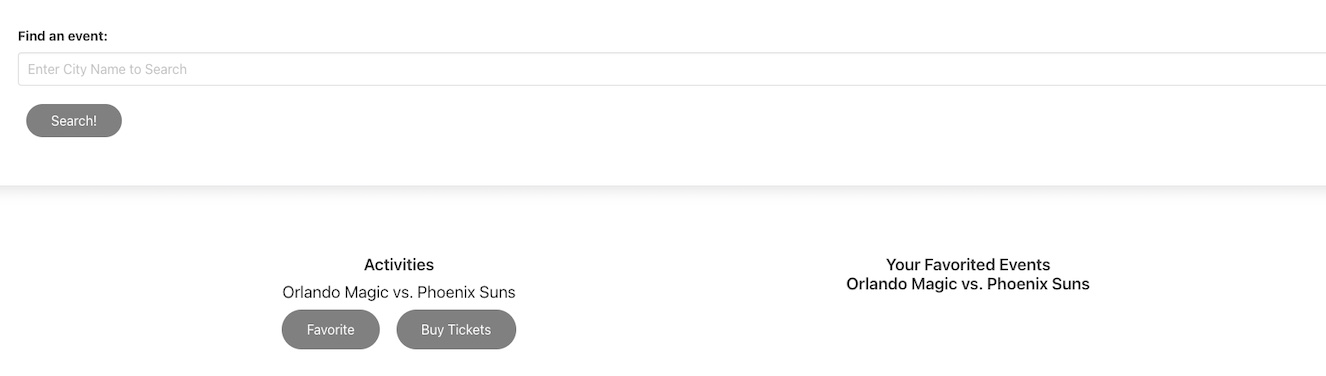 Find an event:
Enter City Name to Search
Search!
Activities
Orlando Magic vs. Phoenix Suns
Favorite
Buy Tickets
Your Favorited Events
Orlando Magic vs. Phoenix Suns